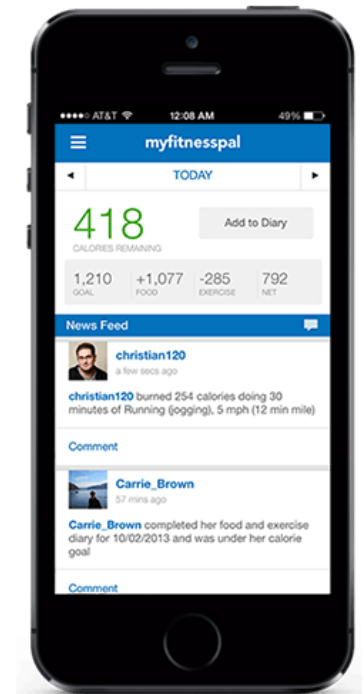 AT&T 12:08 AM 49%
myfitnesspal
TODAY
418
CALORIES REMAINING
Add to Diary
1,210 +1,077 -285 792
GOAL FOOD EXERCISE NET
News Feed
christian120
a few secs ago
christian120 burned 254 calories doing 30
minutes of Running (jogging), 5 mph (12 min mile)
Comment
Carrie_Brown
57 mins ago
Carrie_Brown completed her food and exercise
diary for 10/02/2013 and was under her calorie
goal
Comment